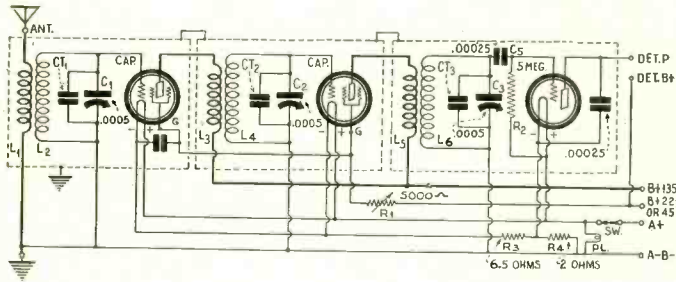 ANT.
CT1
C1
.0005
CAP.
G
L1
L2
L3
CT2
C2
.0005
CAP.
G
L4
L5
.00025
C5
CT3
C3
.0005
5 MEG.
R2
L6
.00025
DET.P
DET.B+
5000 ~
R1
B+135
B+22
OR 45
A+
SW.
P.L.
R3
R4
6.5 OHMS
2 OHMS
A-B-